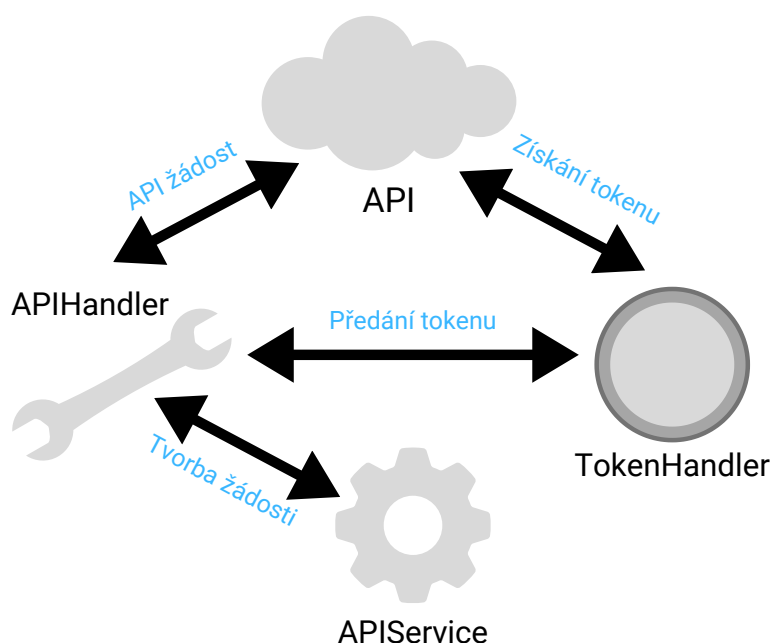 API žádost
Získání tokenu
API
APIHandler
Předání tokenu
Tvorba žádosti
TokenHandler
APIService